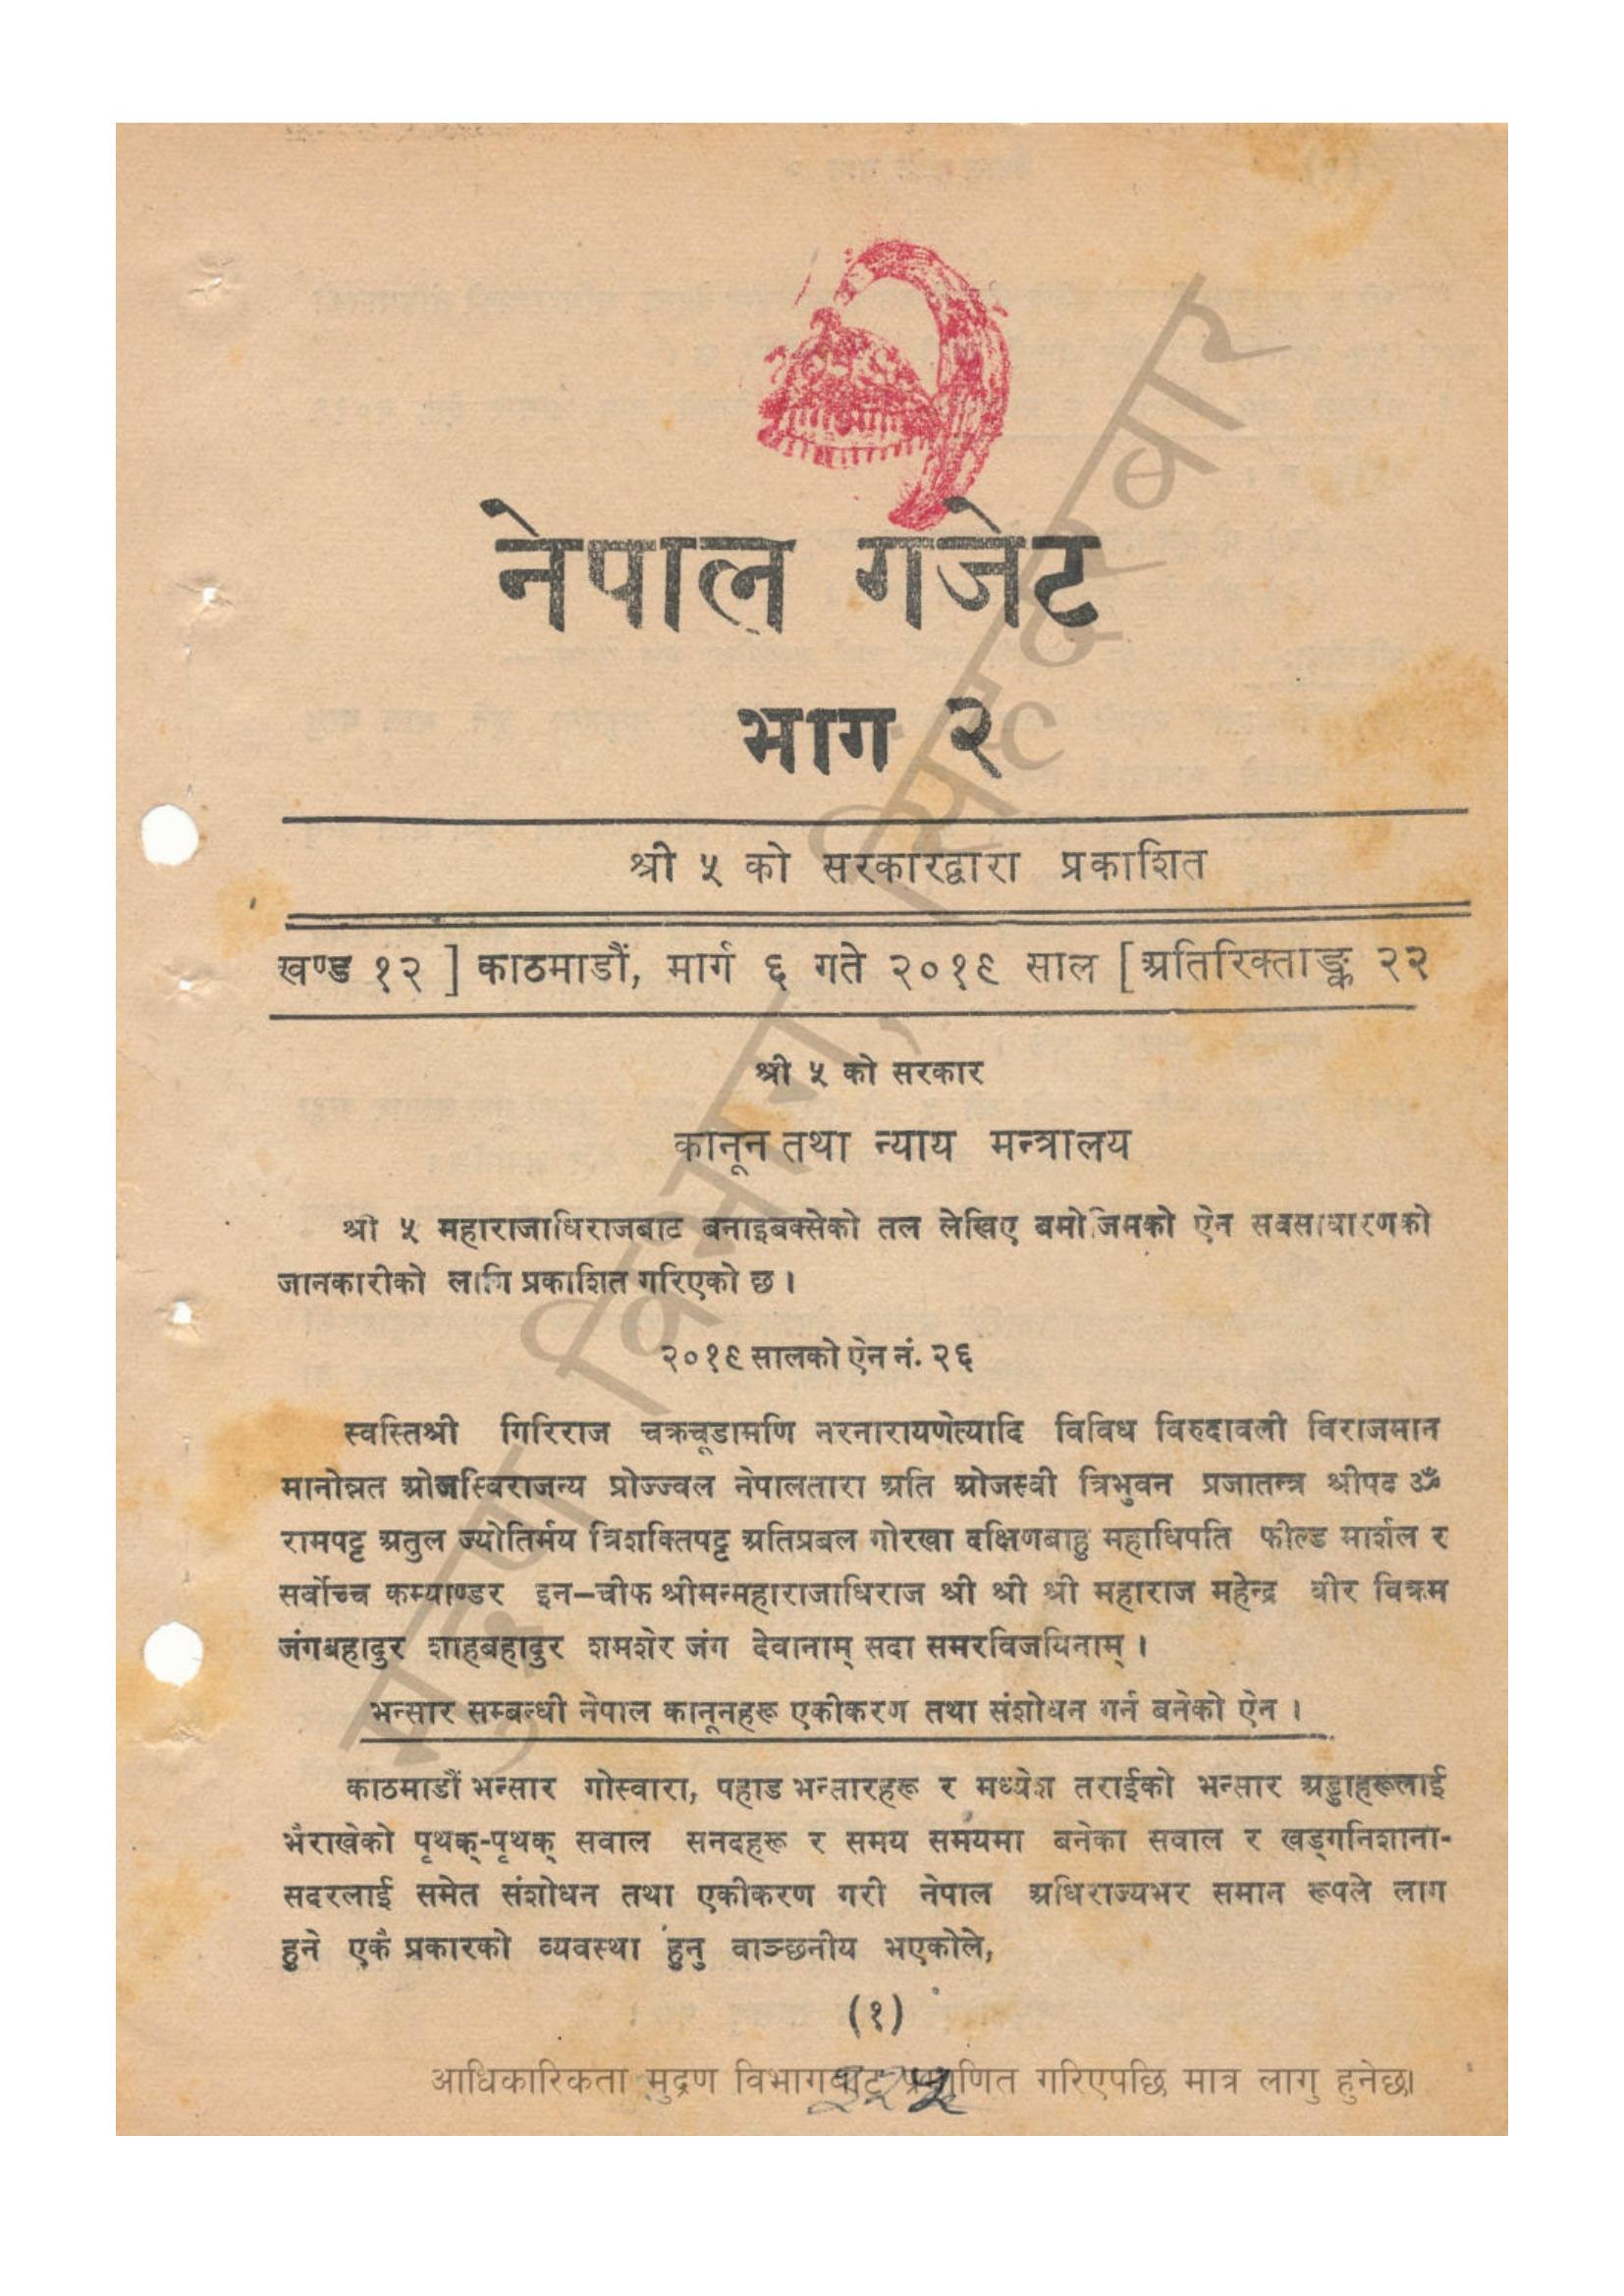 नेपाल गजेट
भाग २
श्री ५ को सरकारद्वारा प्रकाशित
खण्ड १२ ] काठमाडौं, मार्ग ६ गते २०१९ साल [ अतिरिक्ताङ्क २२
श्री ५ को सरकार
कानून तथा न्याय मन्त्रालय
श्री ५ महाराजाधिराजबाट बनाइबक्सेको तल लेखिए बमोजिमको ऐन सवसाधारणको
जानकारीको लागि प्रकाशित गरिएको छ ।
२०१९ सालको ऐन नं. २६
स्वस्तिश्री गिरिराज चक्रचूडामणि नरनारायणेत्यादि विविध विरुदावली विराजमान
मानोन्नत ओजस्विराजन्य प्रोज्ज्वल नेपालतारा अति ओजस्वी त्रिभुवन प्रजातन्त्र श्रीपद ॐ
रामपट्ट अतुल ज्योतिर्मय त्रिशक्तिपट्ट अतिप्रबल गोरखा दक्षिणबाहु महाधिपति फील्ड मार्शल र
सर्वोच्च कम्याण्डर इन–चीफ श्रीमन्महाराजाधिराज श्री श्री श्री महाराज महेन्द्र वीर विक्रम
जंगबहादुर शाहबहादुर शमशेर जंग देवानाम् सदा समरविजयिनाम् ।
भन्सार सम्बन्धी नेपाल कानूनहरू एकीकरण तथा संशोधन गर्न बनेको ऐन ।
काठमाडौं भन्सार गोस्वारा, पहाड भन्सारहरू र मध्येश तराईको भन्सार अड्डाहरूलाई
भैराखेको पृथक्-पृथक् सवाल सनदहरू र समय समयमा बनेका सवाल र खड्गनिशाना-
सदरलाई समेत संशोधन तथा एकीकरण गरी नेपाल अधिराज्यभर समान रूपले लाग
हुने एकै प्रकारको व्यवस्था हुनु वाञ्छनीय भएकोले,
(१)
आधिकारिकता मुद्रण विभागबाट प्रमाणित गरिएपछि मात्र लागु हुनेछ।
मुद्रण विभाग, सिंहदरबार